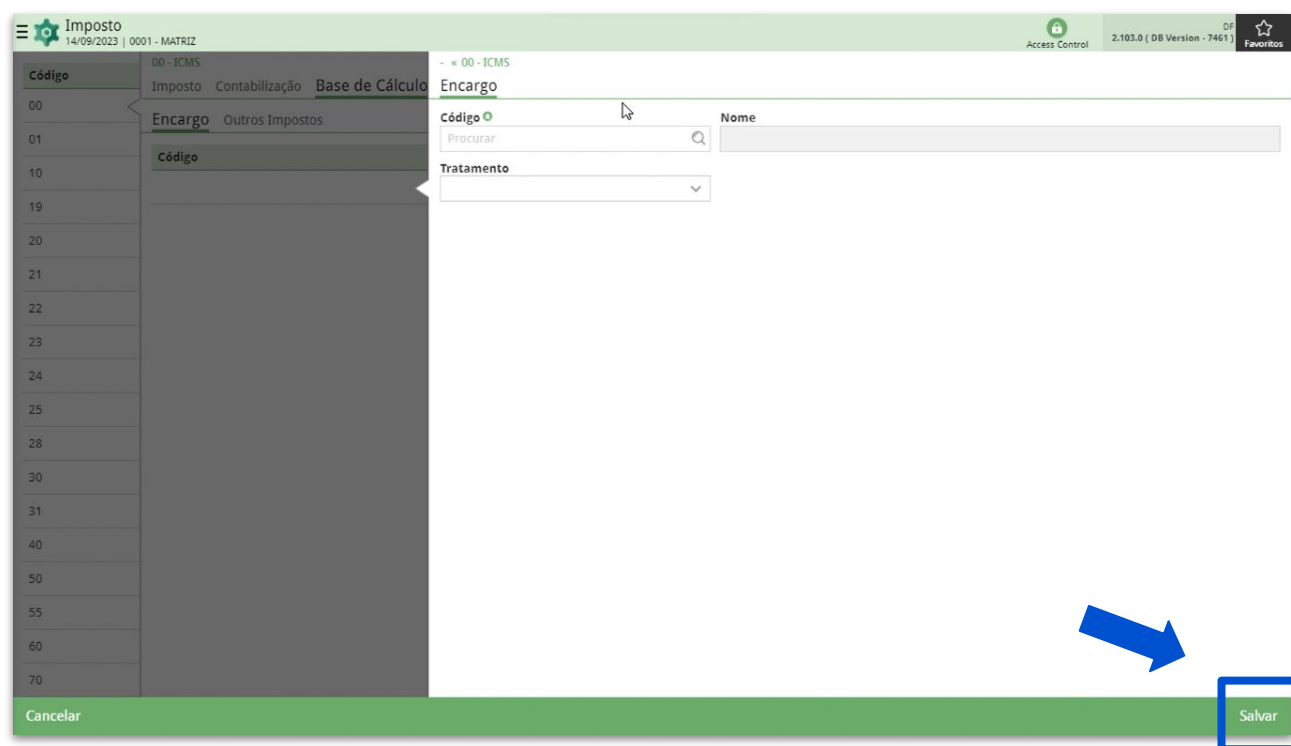 Imposto
14/09/2023 | 0001 - MATRIZ
Access Control
DF
2.103.0 ( DB Version - 7461 )
Favoritos
Código
00
01
10
19
20
21
22
23
24
25
28
30
31
40
50
55
60
70
00 - ICMS
Imposto Contabilização Base de Cálculo
Encargo Outros Impostos
Código
- « 00 - ICMS
Encargo
Código Nome
Procurar
Tratamento
Cancelar Salvar